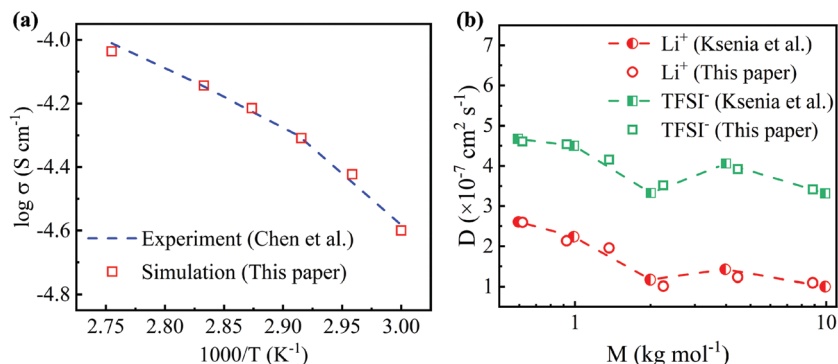 (a)
-4.0
-4.2
-4.4
-4.6
-4.8
log σ (S cm⁻¹)
Experiment (Chen et al.)
Simulation (This paper)
2.75 2.80 2.85 2.90 2.95 3.00
1000/T (K⁻¹)
(b)
7
6
5
4
3
2
1
D (×10⁻⁷ cm² s⁻¹)
Li⁺ (Ksenia et al.)
Li⁺ (This paper)
TFSI⁻ (Ksenia et al.)
TFSI⁻ (This paper)
1 10
M (kg mol⁻¹)